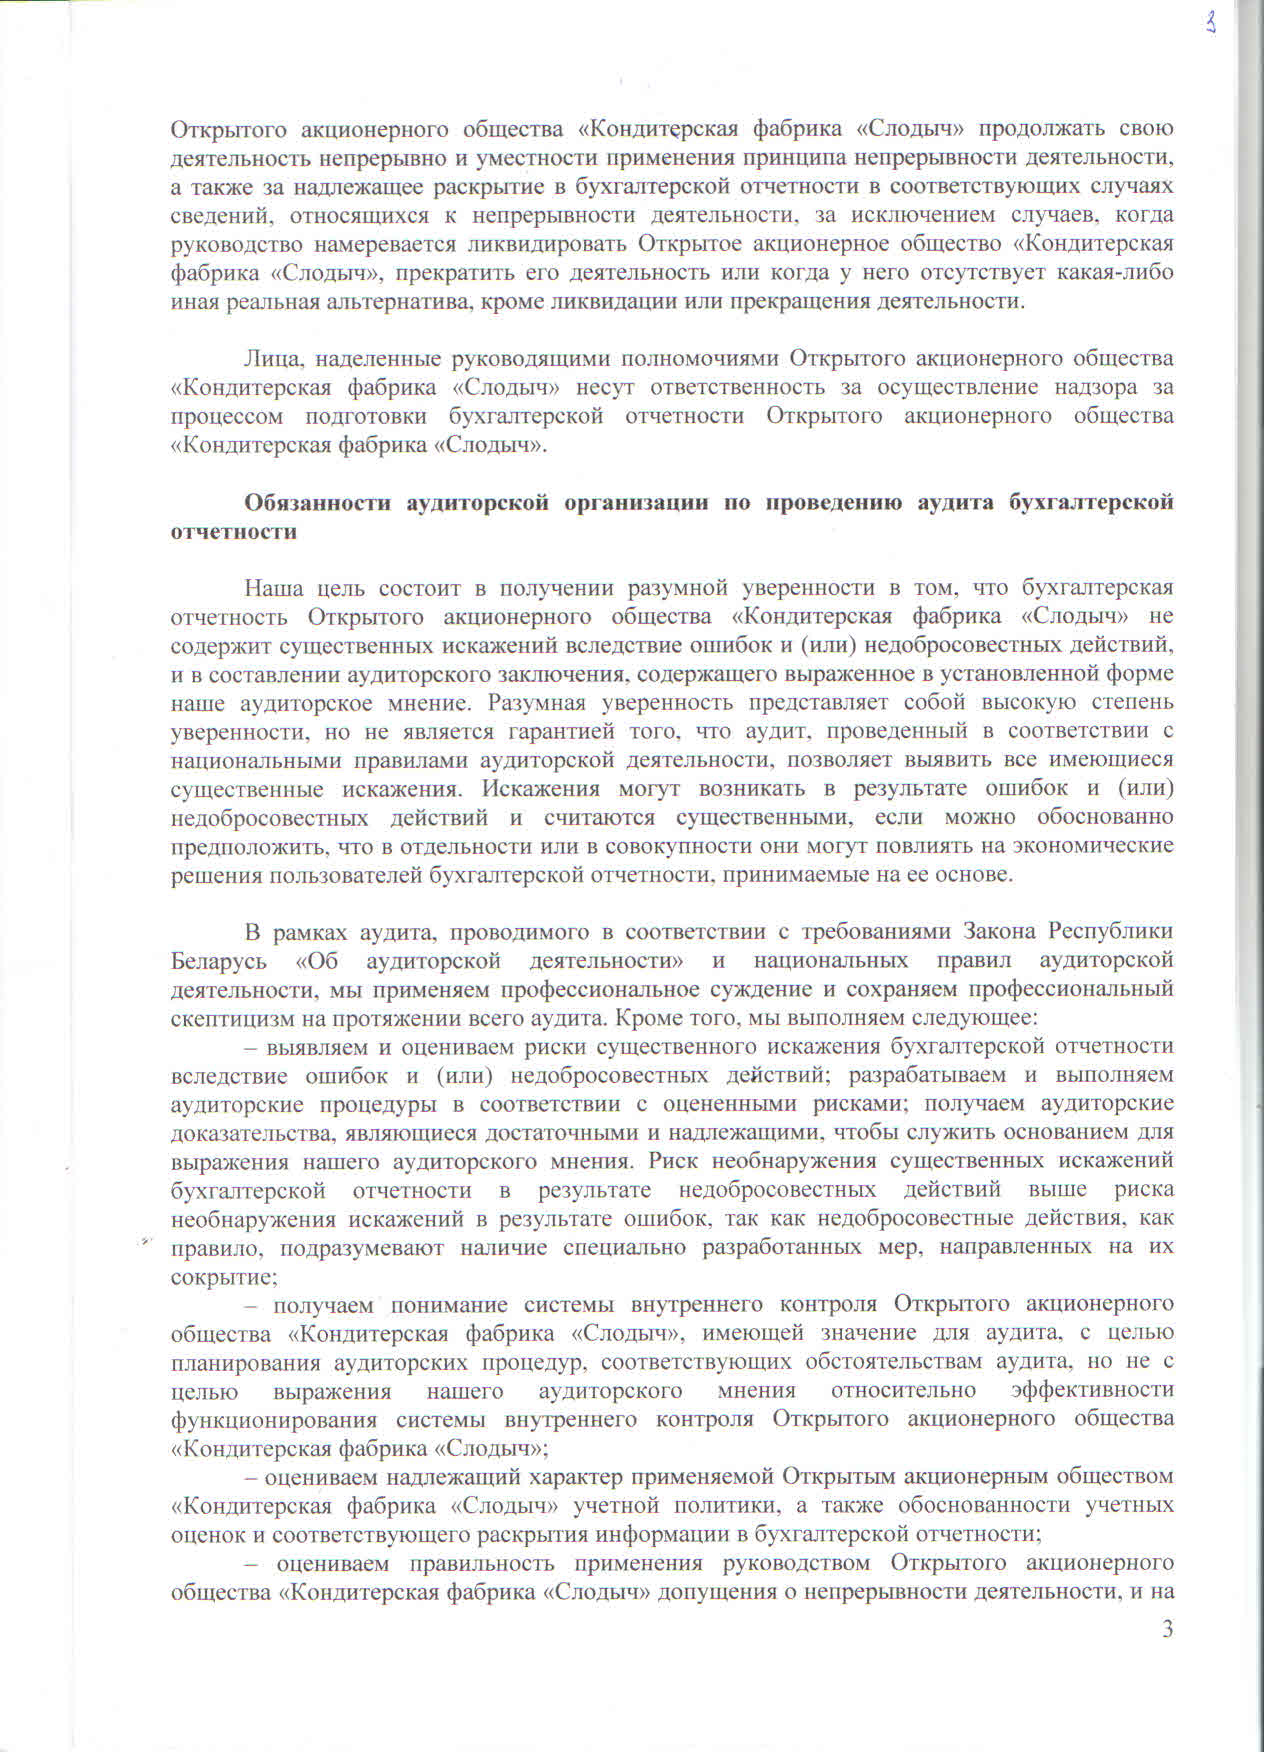 3
Открытого акционерного общества «Кондитерская фабрика «Слодыч» продолжать свою
деятельность непрерывно и уместности применения принципа непрерывности деятельности,
а также за надлежащее раскрытие в бухгалтерской отчетности в соответствующих случаях
сведений, относящихся к непрерывности деятельности, за исключением случаев, когда
руководство намеревается ликвидировать Открытое акционерное общество «Кондитерская
фабрика «Слодыч», прекратить его деятельность или когда у него отсутствует какая-либо
иная реальная альтернатива, кроме ликвидации или прекращения деятельности.
Лица, наделенные руководящими полномочиями Открытого акционерного общества
«Кондитерская фабрика «Слодыч» несут ответственность за осуществление надзора за
процессом подготовки бухгалтерской отчетности Открытого акционерного общества
«Кондитерская фабрика «Слодыч».
Обязанности аудиторской организации по проведению аудита бухгалтерской
отчетности
Наша цель состоит в получении разумной уверенности в том, что бухгалтерская
отчетность Открытого акционерного общества «Кондитерская фабрика «Слодыч» не
содержит существенных искажений вследствие ошибок и (или) недобросовестных действий,
и в составлении аудиторского заключения, содержащего выраженное в установленной форме
наше аудиторское мнение. Разумная уверенность представляет собой высокую степень
уверенности, но не является гарантией того, что аудит, проведенный в соответствии с
национальными правилами аудиторской деятельности, позволяет выявить все имеющиеся
существенные искажения. Искажения могут возникать в результате ошибок и (или)
недобросовестных действий и считаются существенными, если можно обоснованно
предположить, что в отдельности или в совокупности они могут повлиять на экономические
решения пользователей бухгалтерской отчетности, принимаемые на ее основе.
В рамках аудита, проводимого в соответствии с требованиями Закона Республики
Беларусь «Об аудиторской деятельности» и национальных правил аудиторской
деятельности, мы применяем профессиональное суждение и сохраняем профессиональный
скептицизм на протяжении всего аудита. Кроме того, мы выполняем следующее:
– выявляем и оцениваем риски существенного искажения бухгалтерской отчетности
вследствие ошибок и (или) недобросовестных действий; разрабатываем и выполняем
аудиторские процедуры в соответствии с оцененными рисками; получаем аудиторские
доказательства, являющиеся достаточными и надлежащими, чтобы служить основанием для
выражения нашего аудиторского мнения. Риск необнаружения существенных искажений
бухгалтерской отчетности в результате недобросовестных действий выше риска
необнаружения искажений в результате ошибок, так как недобросовестные действия, как
правило, подразумевают наличие специально разработанных мер, направленных на их
сокрытие;
– получаем понимание системы внутреннего контроля Открытого акционерного
общества «Кондитерская фабрика «Слодыч», имеющей значение для аудита, с целью
планирования аудиторских процедур, соответствующих обстоятельствам аудита, но не с
целью выражения нашего аудиторского мнения относительно эффективности
функционирования системы внутреннего контроля Открытого акционерного общества
«Кондитерская фабрика «Слодыч»;
– оцениваем надлежащий характер применяемой Открытым акционерным обществом
«Кондитерская фабрика «Слодыч» учетной политики, а также обоснованности учетных
оценок и соответствующего раскрытия информации в бухгалтерской отчетности;
– оцениваем правильность применения руководством Открытого акционерного
общества «Кондитерская фабрика «Слодыч» допущения о непрерывности деятельности, и на
3